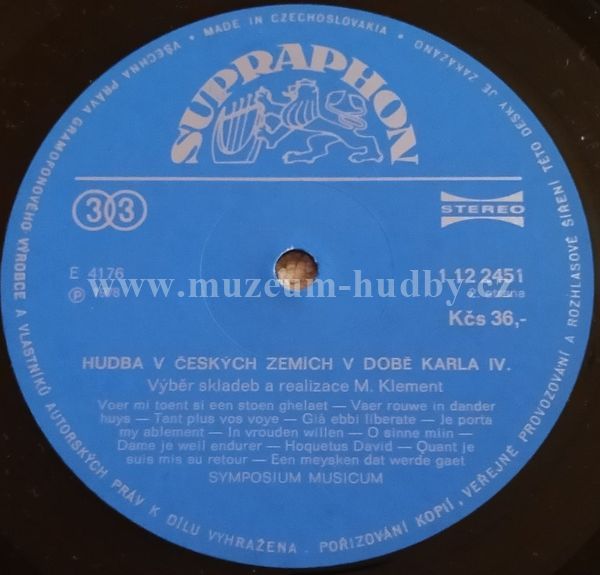 VŠECHNA PRÁVA GRAMOFONOVÉHO VÝROBCE A VLASTNÍKŮ AUTORSKÝCH PRÁV K DÍLU VYHRAŽENA. POŘIZOVÁNÍ KOPIÍ, VEŘEJNÉ PROVOZOVÁNÍ A ROZHLASOVÉ ŠÍŘENÍ TÉTO DESKY JE ZAKÁZÁNO
• MADE IN CZECHOSLOVAKIA •
SUPRAPHON
33
STEREO
E 4176
1 12 2451
℗ 1978
2. strana
www.muzeum-hudby.cz
Kčs 36,-
HUDBA V ČESKÝCH ZEMÍCH V DOBĚ KARLA IV.
Výběr skladeb a realizace M. Klement
Voer mi toent si een stoen ghelaet — Vaer rouwe in dander
huys — Tant plus vos voye — Già ebbi liberate — Je porta
my ablement — In vrouden willen — O sinne miin —
Dame je weil endurer — Hoquetus David — Quant je
suis mis au retour — Een meysken dat werde gaet
SYMPOSIUM MUSICUM